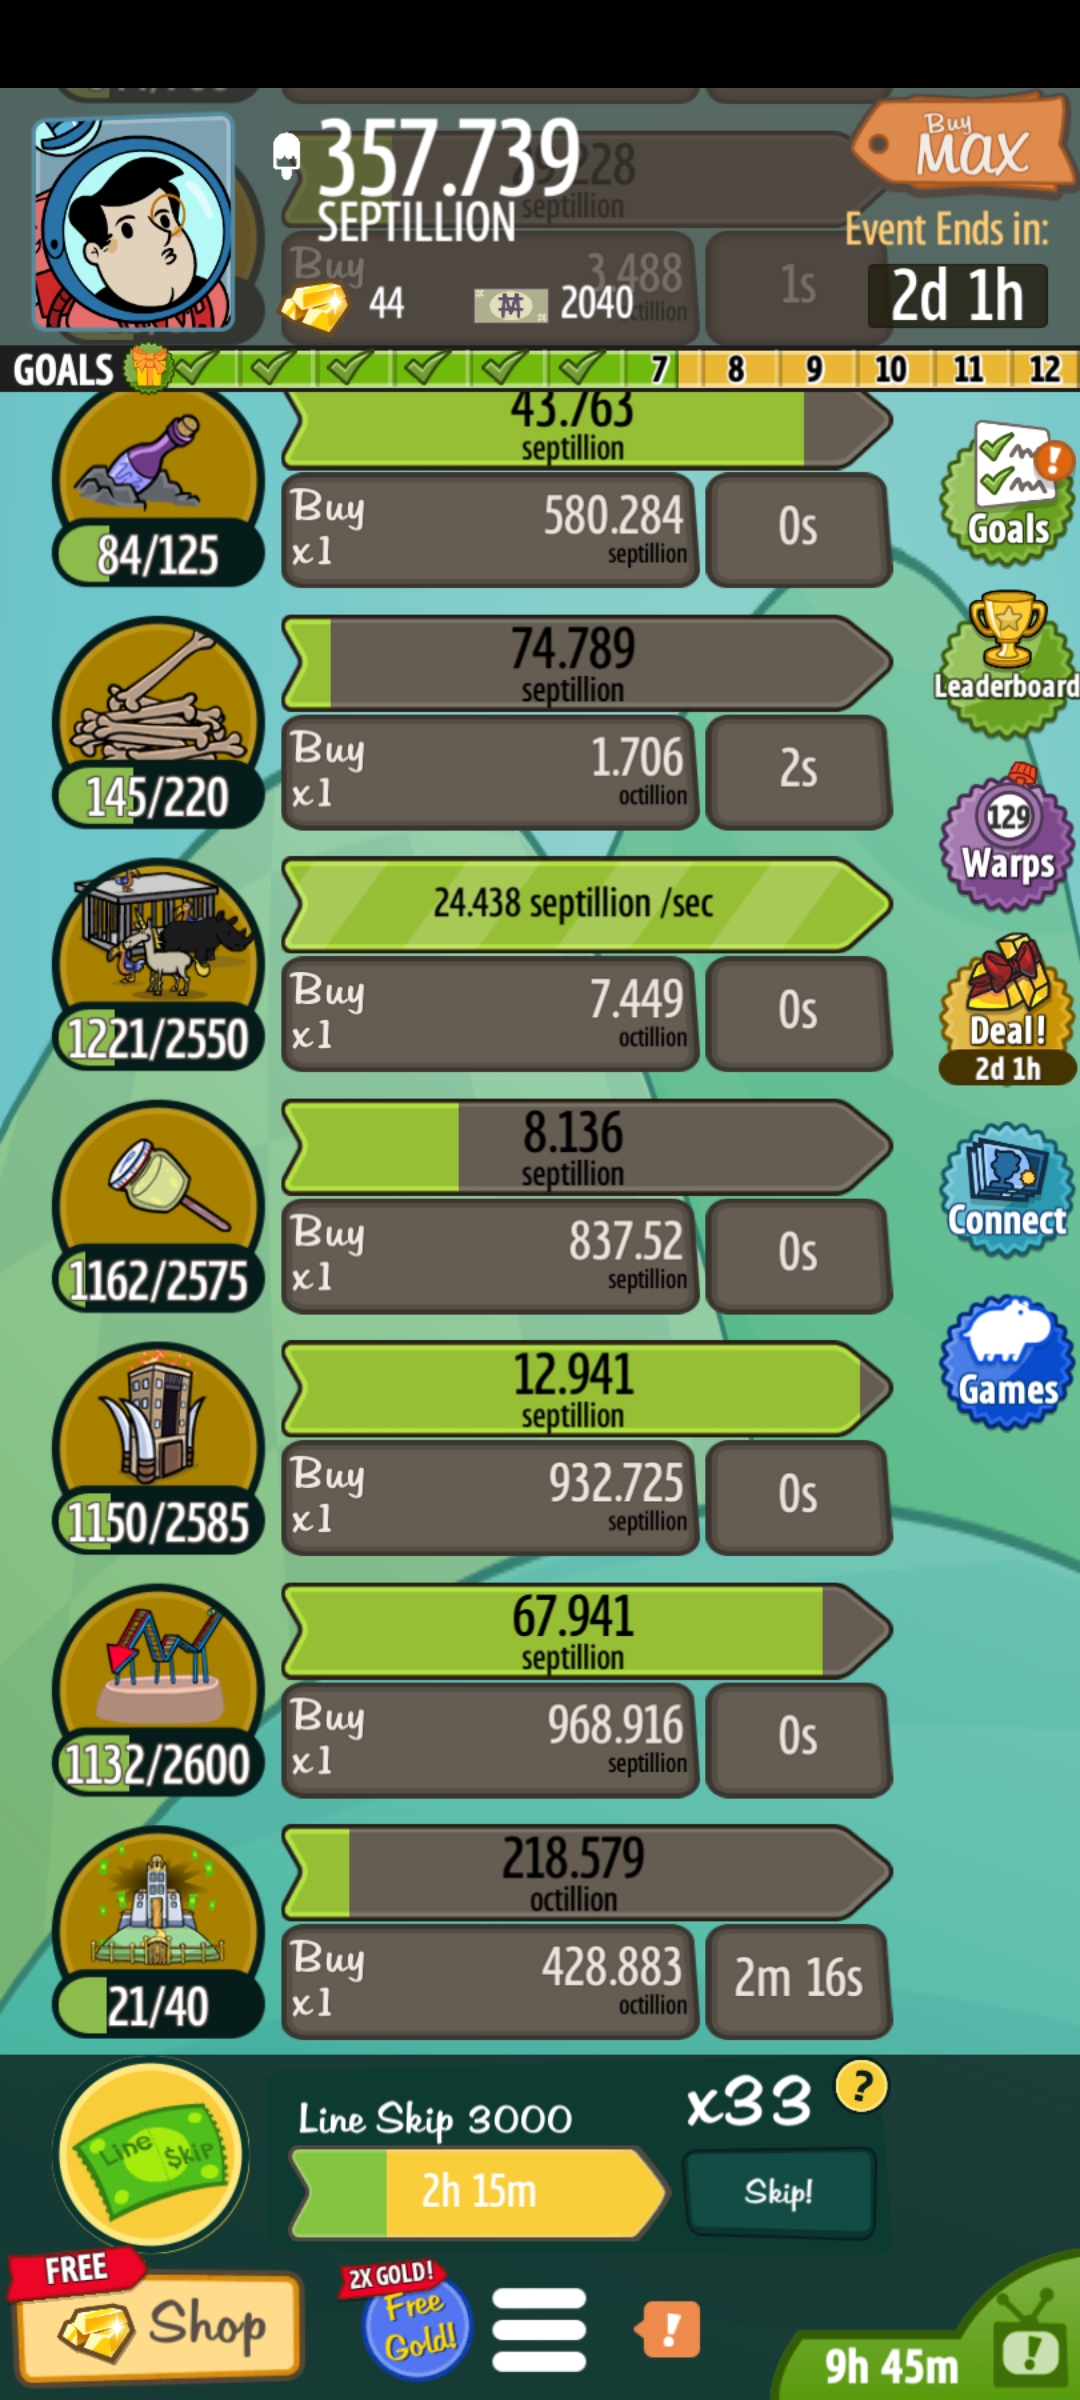 357.739
SEPTILLION
44
2040
Buy
MAX
Event Ends in:
2d 1h
septillion
Buy
3.488
1s
GOALS
7
8
9
10
11
12
43.763
septillion
84/125
Buy
x1
580.284
septillion
0s
Goals
Leaderboard
74.789
septillion
145/220
Buy
x1
1.706
octillion
2s
129
Warps
24.438 septillion /sec
1221/2550
Buy
x1
7.449
octillion
0s
Deal!
2d 1h
8.136
septillion
1162/2575
Buy
x1
837.52
septillion
0s
Connect
12.941
septillion
1150/2585
Buy
x1
932.725
septillion
0s
Games
67.941
septillion
1132/2600
Buy
x1
968.916
septillion
0s
218.579
octillion
21/40
Buy
x1
428.883
octillion
2m 16s
Line Skip
Line Skip 3000
2h 15m
x33
?
Skip!
FREE
Shop
2X GOLD!
Free
Gold!
!
9h 45m
!